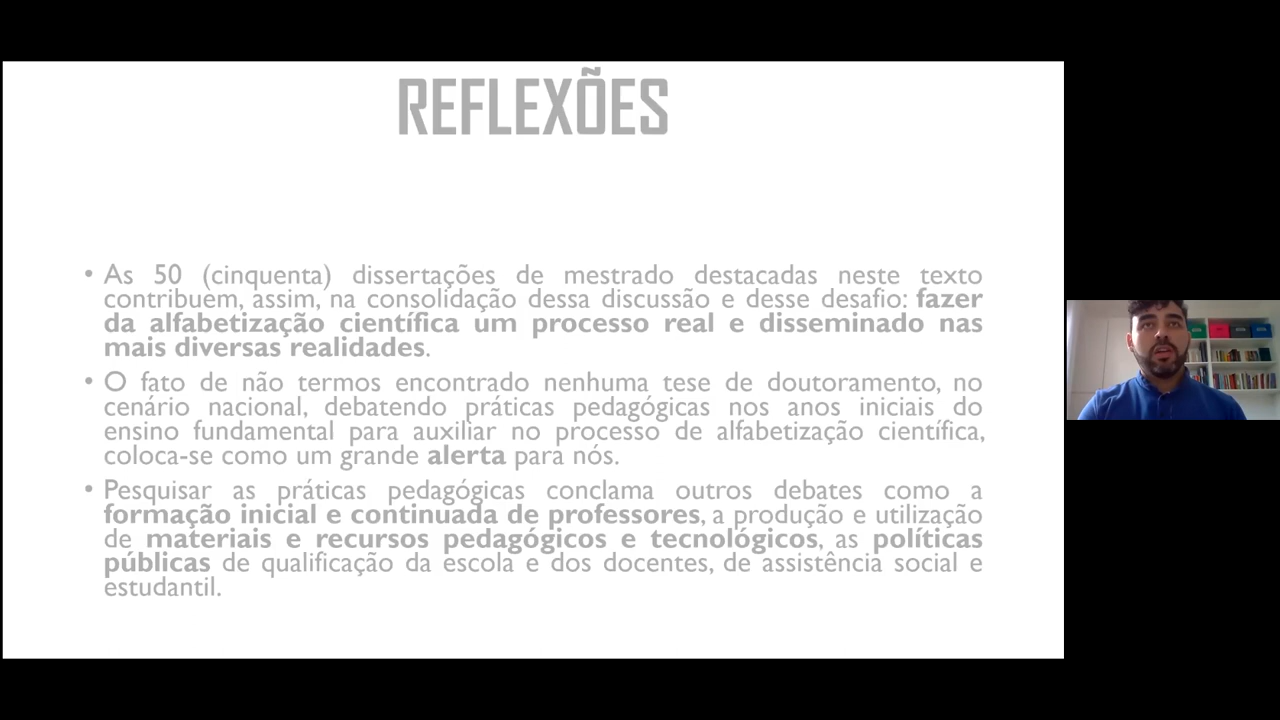 REFLEXÕES
• As 50 (cinquenta) dissertações de mestrado destacadas neste texto
contribuem, assim, na consolidação dessa discussão e desse desafio: fazer
da alfabetização científica um processo real e disseminado nas
mais diversas realidades.
• O fato de não termos encontrado nenhuma tese de doutoramento, no
cenário nacional, debatendo práticas pedagógicas nos anos iniciais do
ensino fundamental para auxiliar no processo de alfabetização científica,
coloca-se como um grande alerta para nós.
• Pesquisar as práticas pedagógicas conclama outros debates como a
formação inicial e continuada de professores, a produção e utilização
de materiais e recursos pedagógicos e tecnológicos, as políticas
públicas de qualificação da escola e dos docentes, de assistência social e
estudantil.